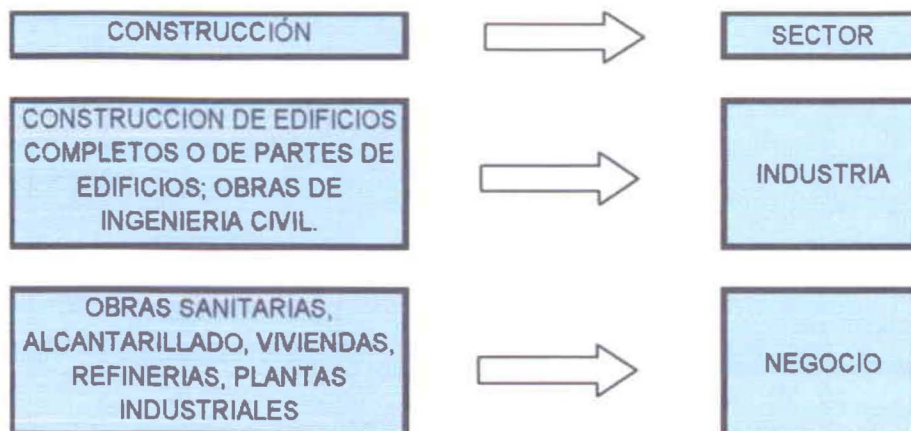 CONSTRUCCIÓN
SECTOR
CONSTRUCCION DE EDIFICIOS
COMPLETOS O DE PARTES DE
EDIFICIOS; OBRAS DE
INGENIERIA CIVIL.
INDUSTRIA
OBRAS SANITARIAS,
ALCANTARILLADO, VIVIENDAS,
REFINERIAS, PLANTAS
INDUSTRIALES
NEGOCIO